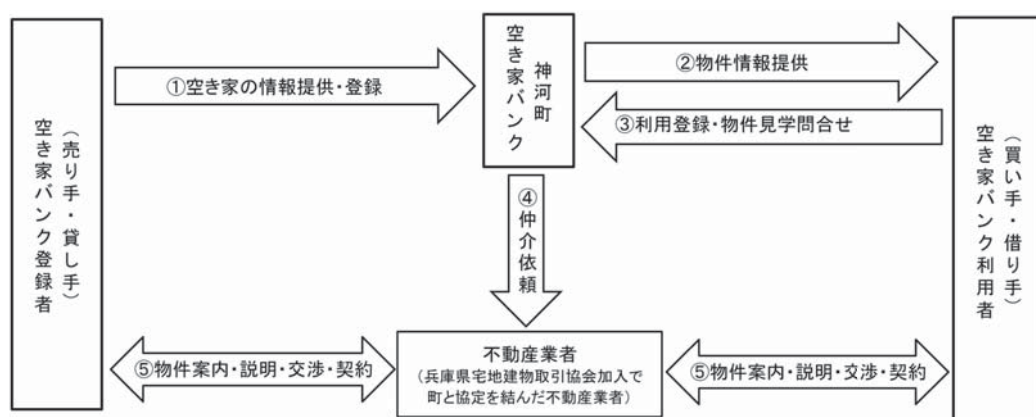 空き家バンク登録者
（売り手・貸し手）
①空き家の情報提供・登録
神河町
空き家バンク
②物件情報提供
③利用登録・物件見学問合せ
④仲介依頼
空き家バンク利用者
（買い手・借り手）
⑤物件案内・説明・交渉・契約
不動産業者
（兵庫県宅地建物取引協会加入で
町と協定を結んだ不動産業者）
⑤物件案内・説明・交渉・契約